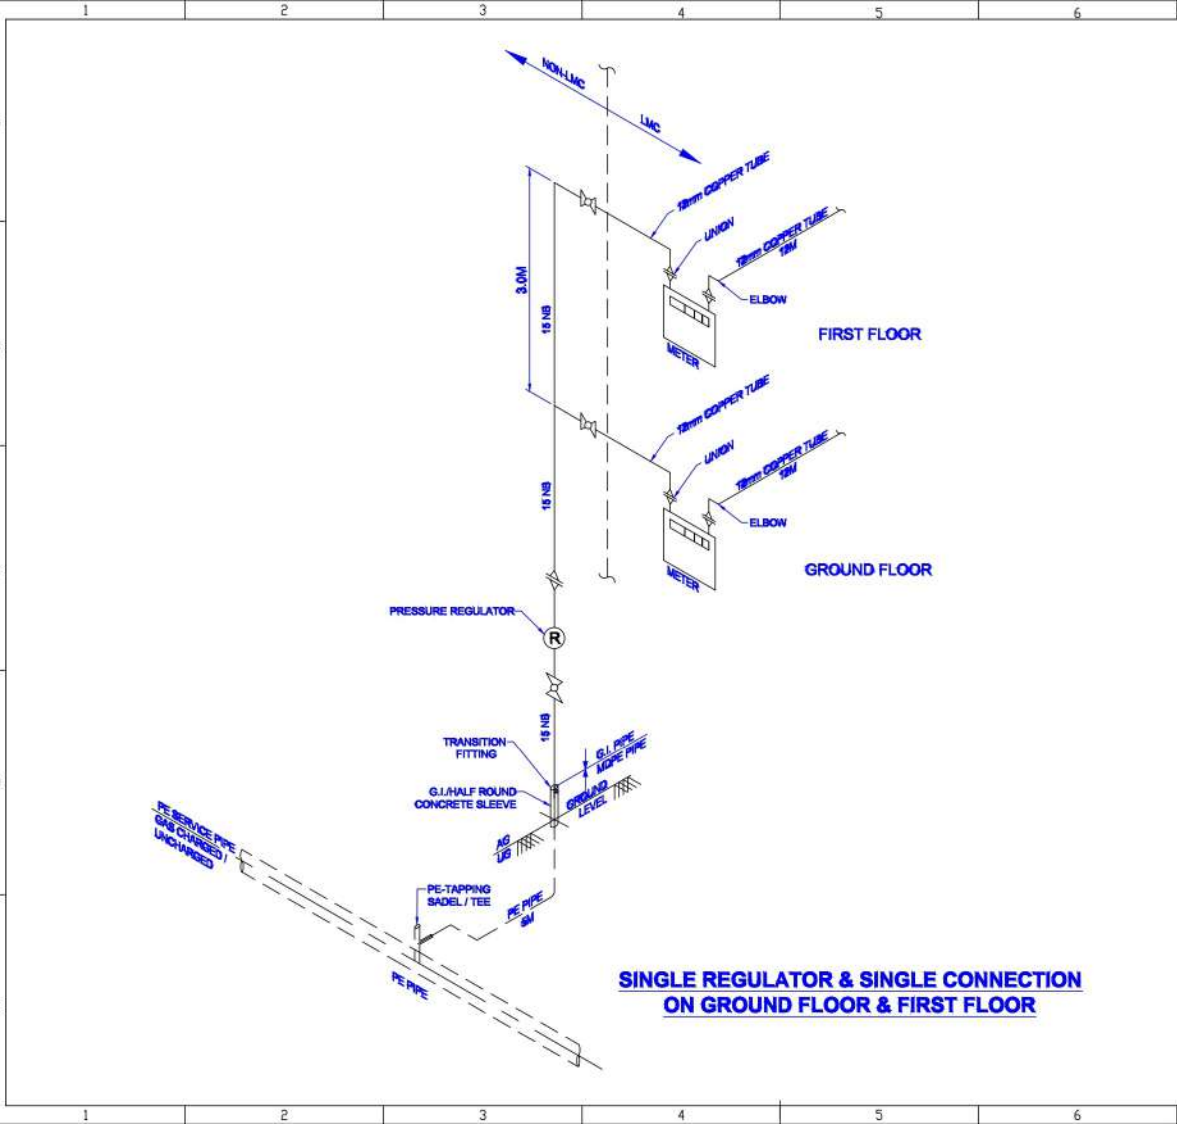 1 2 3 4 5 6
NON-LMC
LMC
12mm COPPER TUBE
UNION
12mm COPPER TUBE
12M
3.0M
15 NB
ELBOW
FIRST FLOOR
METER
12mm COPPER TUBE
UNION
12mm COPPER TUBE
12M
15 NB
ELBOW
METER
GROUND FLOOR
PRESSURE REGULATOR
R
15 NB
TRANSITION
FITTING
G.I. PIPE
MDPE PIPE
G.I./HALF ROUND
CONCRETE SLEEVE
GROUND
LEVEL
AG
UG
PE SERVICE PIPE
GAS CHARGED /
UNCHARGED
PE-TAPPING
SADEL / TEE
PE PIPE
5M
PE PIPE
SINGLE REGULATOR & SINGLE CONNECTION
ON GROUND FLOOR & FIRST FLOOR
1 2 3 4 5 6